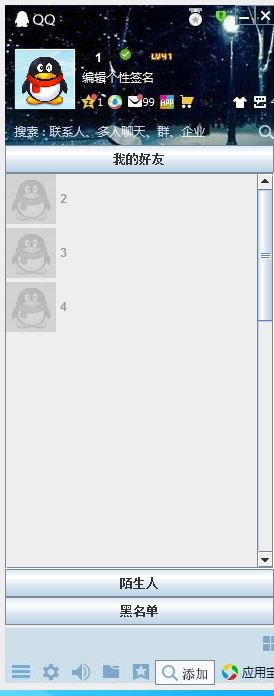 QQ
1 LV41
编辑个性签名
1 99 APP
搜索：联系人、多人聊天、群、企业
我的好友
2
3
4
陌生人
黑名单
添加 应用宝